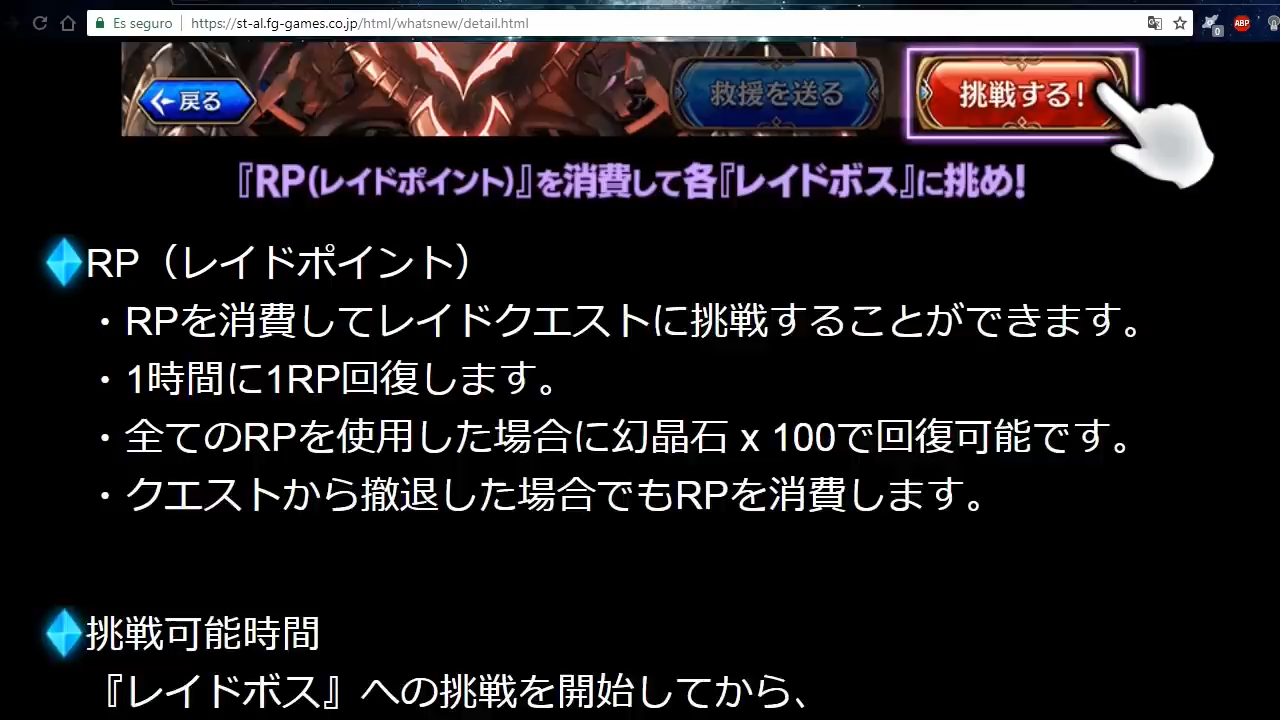 Es seguro
https://st-al.fg-games.co.jp/html/whatsnew/detail.html
ABP
0
戻る
救援を送る
挑戦する!
『RP(レイドポイント)』を消費して各『レイドボス』に挑め!
RP（レイドポイント）
・RPを消費してレイドクエストに挑戦することができます。
・1時間に1RP回復します。
・全てのRPを使用した場合に幻晶石 x 100で回復可能です。
・クエストから撤退した場合でもRPを消費します。
挑戦可能時間
『レイドボス』への挑戦を開始してから、